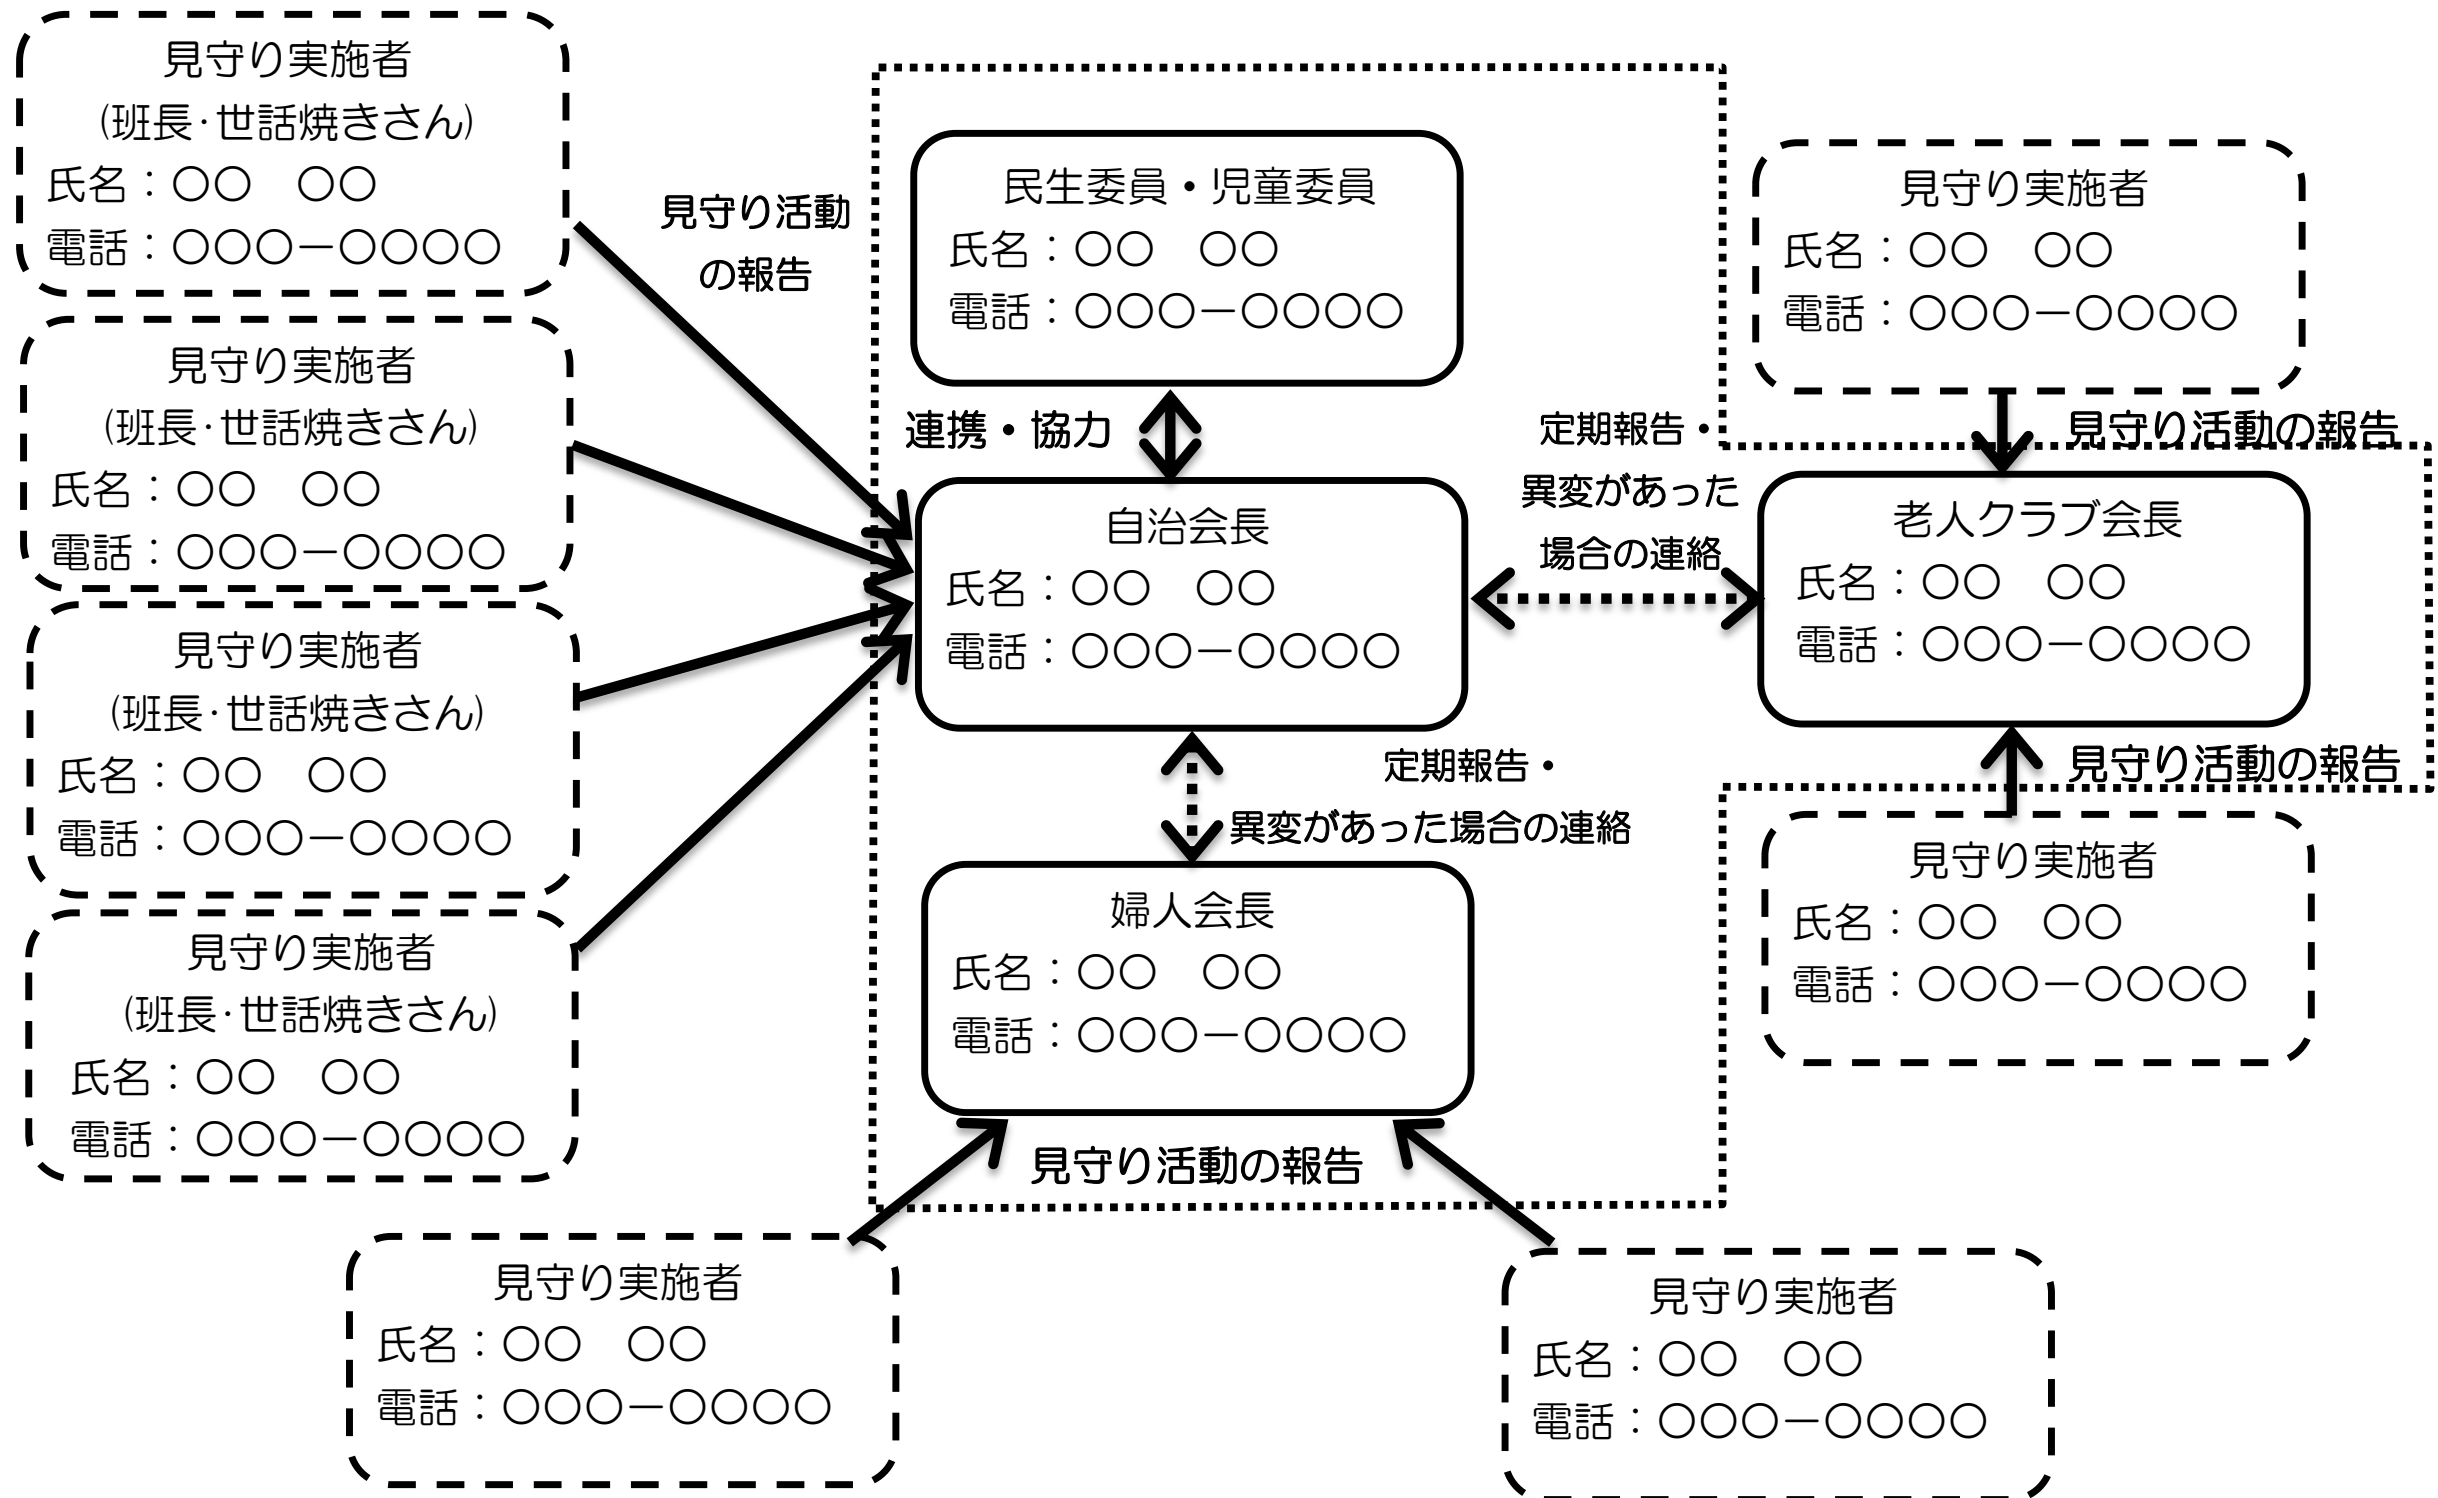 見守り実施者
(班長･世話焼きさん)
氏名：○○　○○
電話：○○○－○○○○
見守り実施者
(班長･世話焼きさん)
氏名：○○　○○
電話：○○○－○○○○
見守り実施者
(班長･世話焼きさん)
氏名：○○　○○
電話：○○○－○○○○
見守り実施者
(班長･世話焼きさん)
氏名：○○　○○
電話：○○○－○○○○
見守り活動
の報告
民生委員・児童委員
氏名：○○　○○
電話：○○○－○○○○
連携・協力
自治会長
氏名：○○　○○
電話：○○○－○○○○
定期報告・
異変があった
場合の連絡
見守り実施者
氏名：○○　○○
電話：○○○－○○○○
見守り活動の報告
老人クラブ会長
氏名：○○　○○
電話：○○○－○○○○
見守り活動の報告
見守り実施者
氏名：○○　○○
電話：○○○－○○○○
定期報告・
異変があった場合の連絡
婦人会長
氏名：○○　○○
電話：○○○－○○○○
見守り活動の報告
見守り実施者
氏名：○○　○○
電話：○○○－○○○○
見守り実施者
氏名：○○　○○
電話：○○○－○○○○